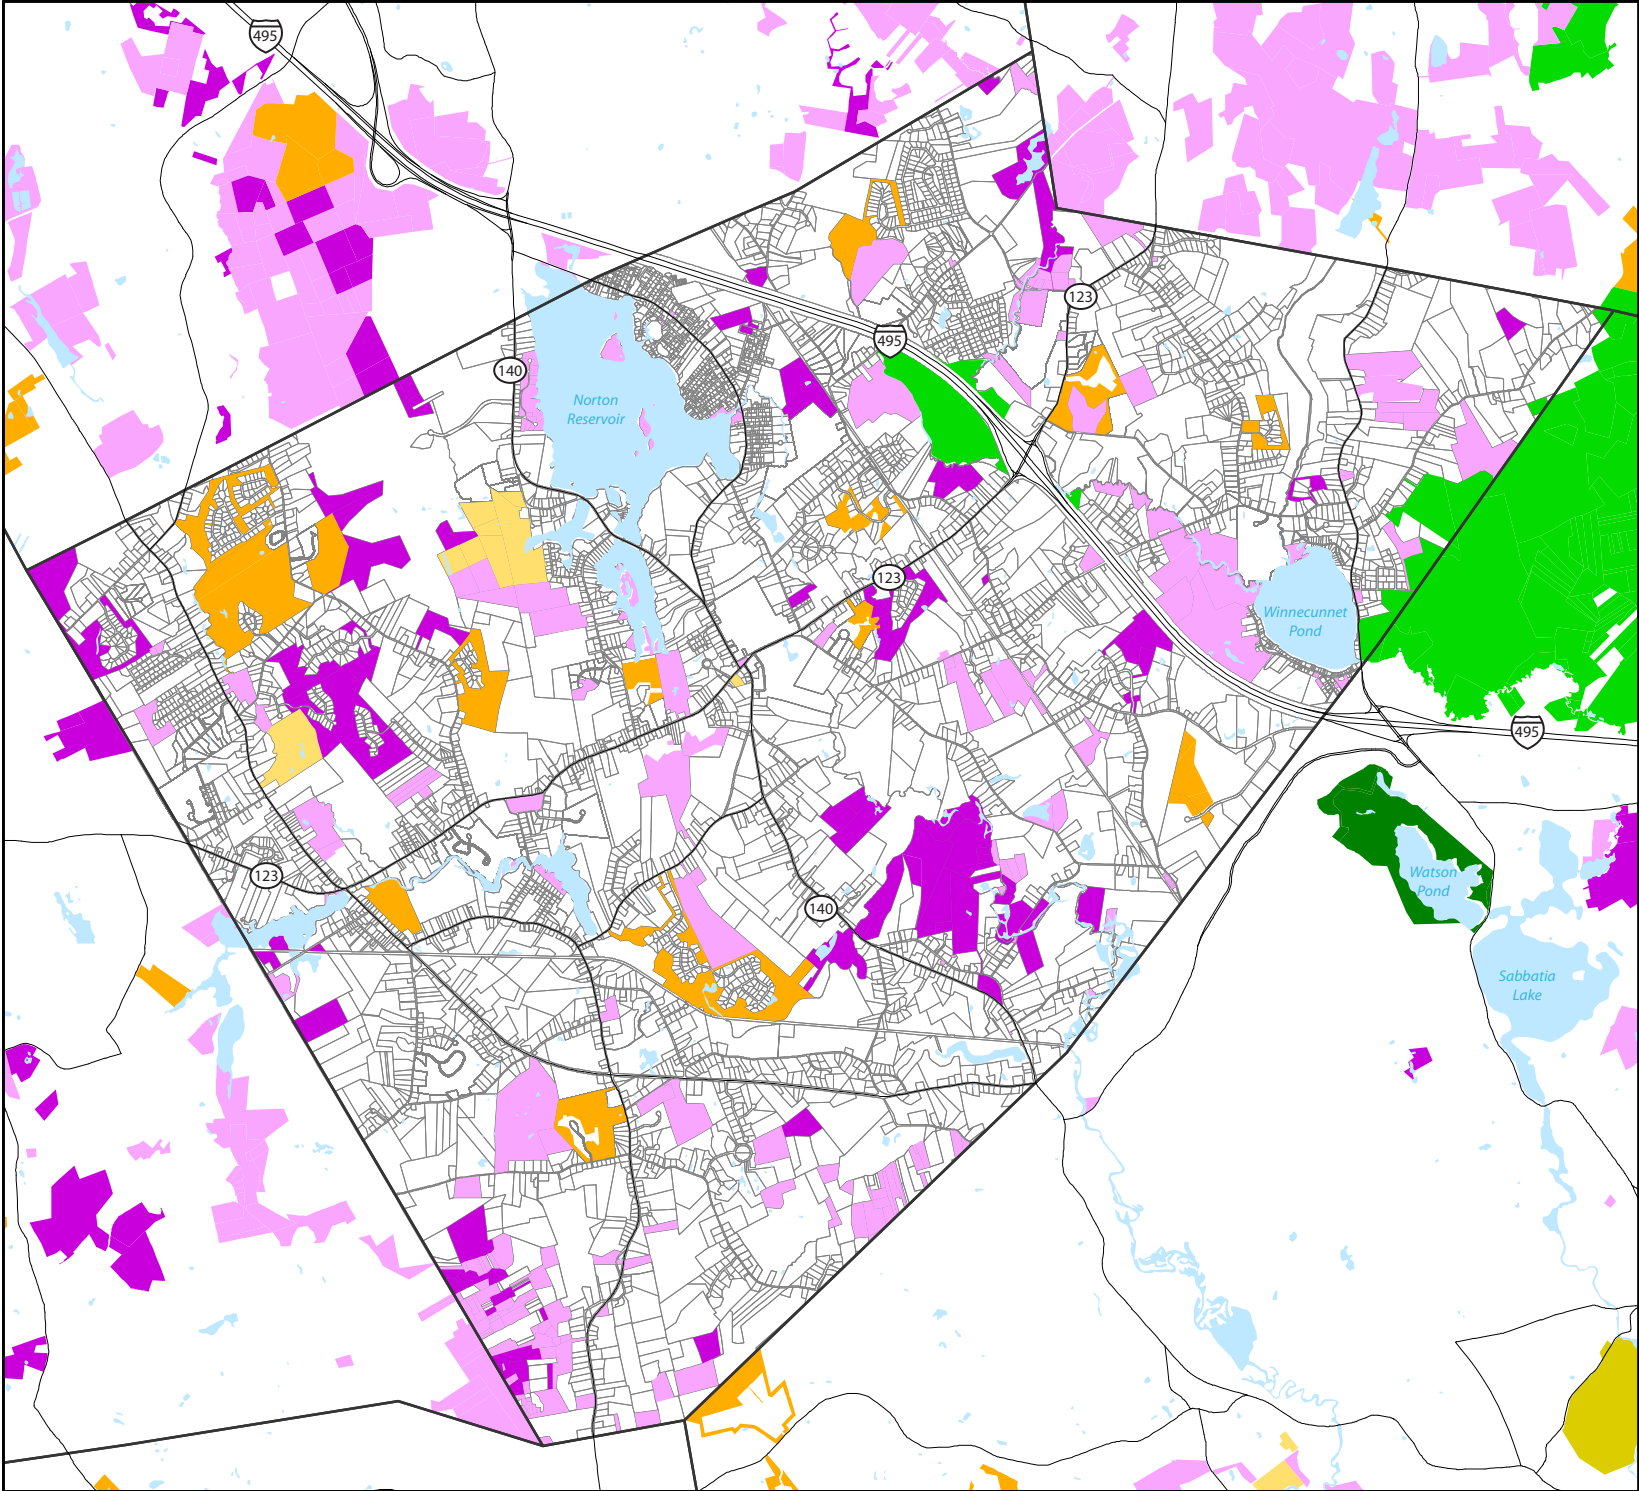 495
123
495
140
Norton
Reservoir
123
Winnecunnet
Pond
495
123
Watson
Pond
140
Sabbatia
Lake